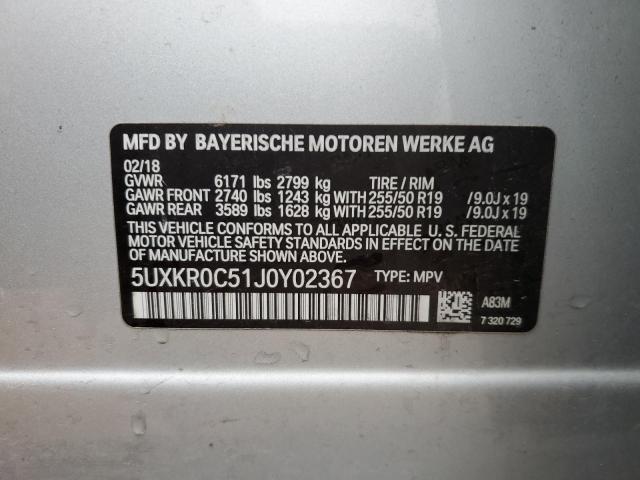 MFD BY BAYERISCHE MOTOREN WERKE AG
02/18
GVWR 6171 lbs 2799 kg TIRE / RIM
GAWR FRONT 2740 lbs 1243 kg WITH 255/50 R19 / 9.0J x 19
GAWR REAR 3589 lbs 1628 kg WITH 255/50 R19 / 9.0J x 19
THIS VEHICLE CONFORMS TO ALL APPLICABLE U. S. FEDERAL
MOTOR VEHICLE SAFETY STANDARDS IN EFFECT ON THE
DATE OF MANUFACTURE SHOWN ABOVE.
5UXKR0C51J0Y02367 TYPE: MPV
A83M
7 320 729